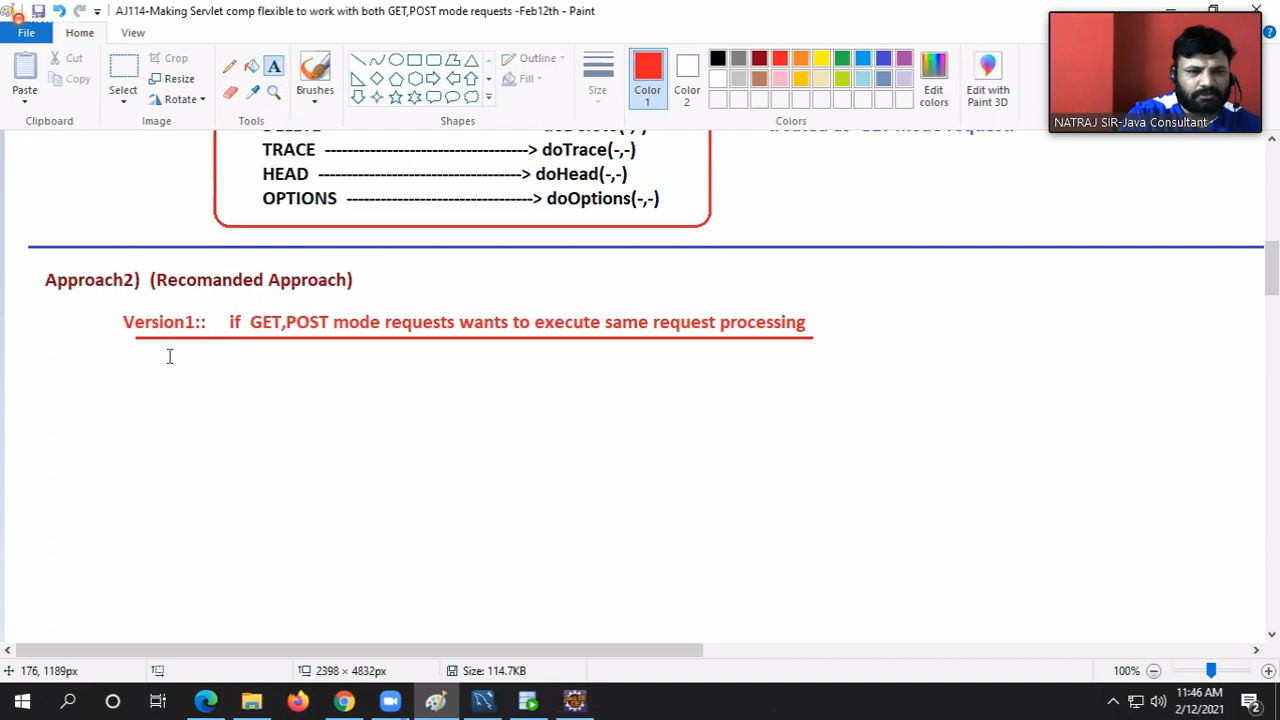 AJ114-Making Servlet comp flexible to work with both GET,POST mode requests -Feb12th - Paint
File Home View
Paste
Cut
Copy
Clipboard
Select
Crop
Resize
Rotate
Image
Tools
Brushes
Shapes
Outline
Fill
Size
Color 1
Color 2
Colors
Edit colors
Edit with Paint 3D
NATRAJ SIR-Java Consultant
TRACE -----------------------------------> doTrace(-,-)
HEAD -----------------------------------> doHead(-,-)
OPTIONS --------------------------------> doOptions(-,-)
Approach2) (Recomanded Approach)
Version1:: if GET,POST mode requests wants to execute same request processing
176, 1189px
2398 × 4832px
Size: 114.7KB
100%
11:46 AM
2/12/2021
2